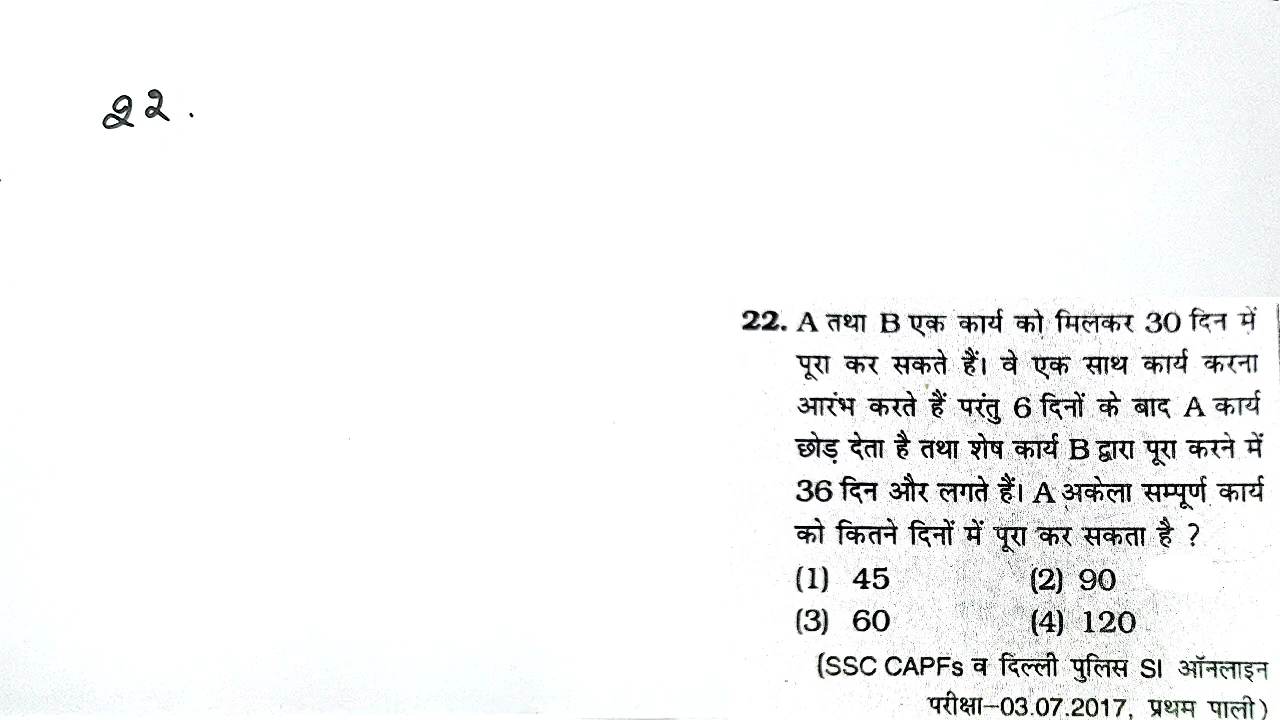 22.
22. A तथा B एक कार्य को मिलकर 30 दिन में
पूरा कर सकते हैं। वे एक साथ कार्य करना
आरंभ करते हैं परंतु 6 दिनों के बाद A कार्य
छोड़ देता है तथा शेष कार्य B द्वारा पूरा करने में
36 दिन और लगते हैं। A अकेला सम्पूर्ण कार्य
को कितने दिनों में पूरा कर सकता है ?
(1) 45 (2) 90
(3) 60 (4) 120
(SSC CAPFs व दिल्ली पुलिस SI ऑनलाइन
परीक्षा–03.07.2017, प्रथम पाली)